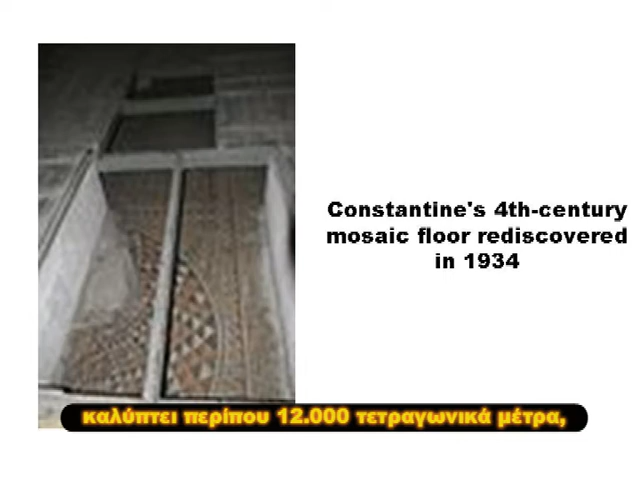 Constantine's 4th-century
mosaic floor rediscovered
in 1934
καλύπτει περίπου 12.000 τετραγωνικά μέτρα,